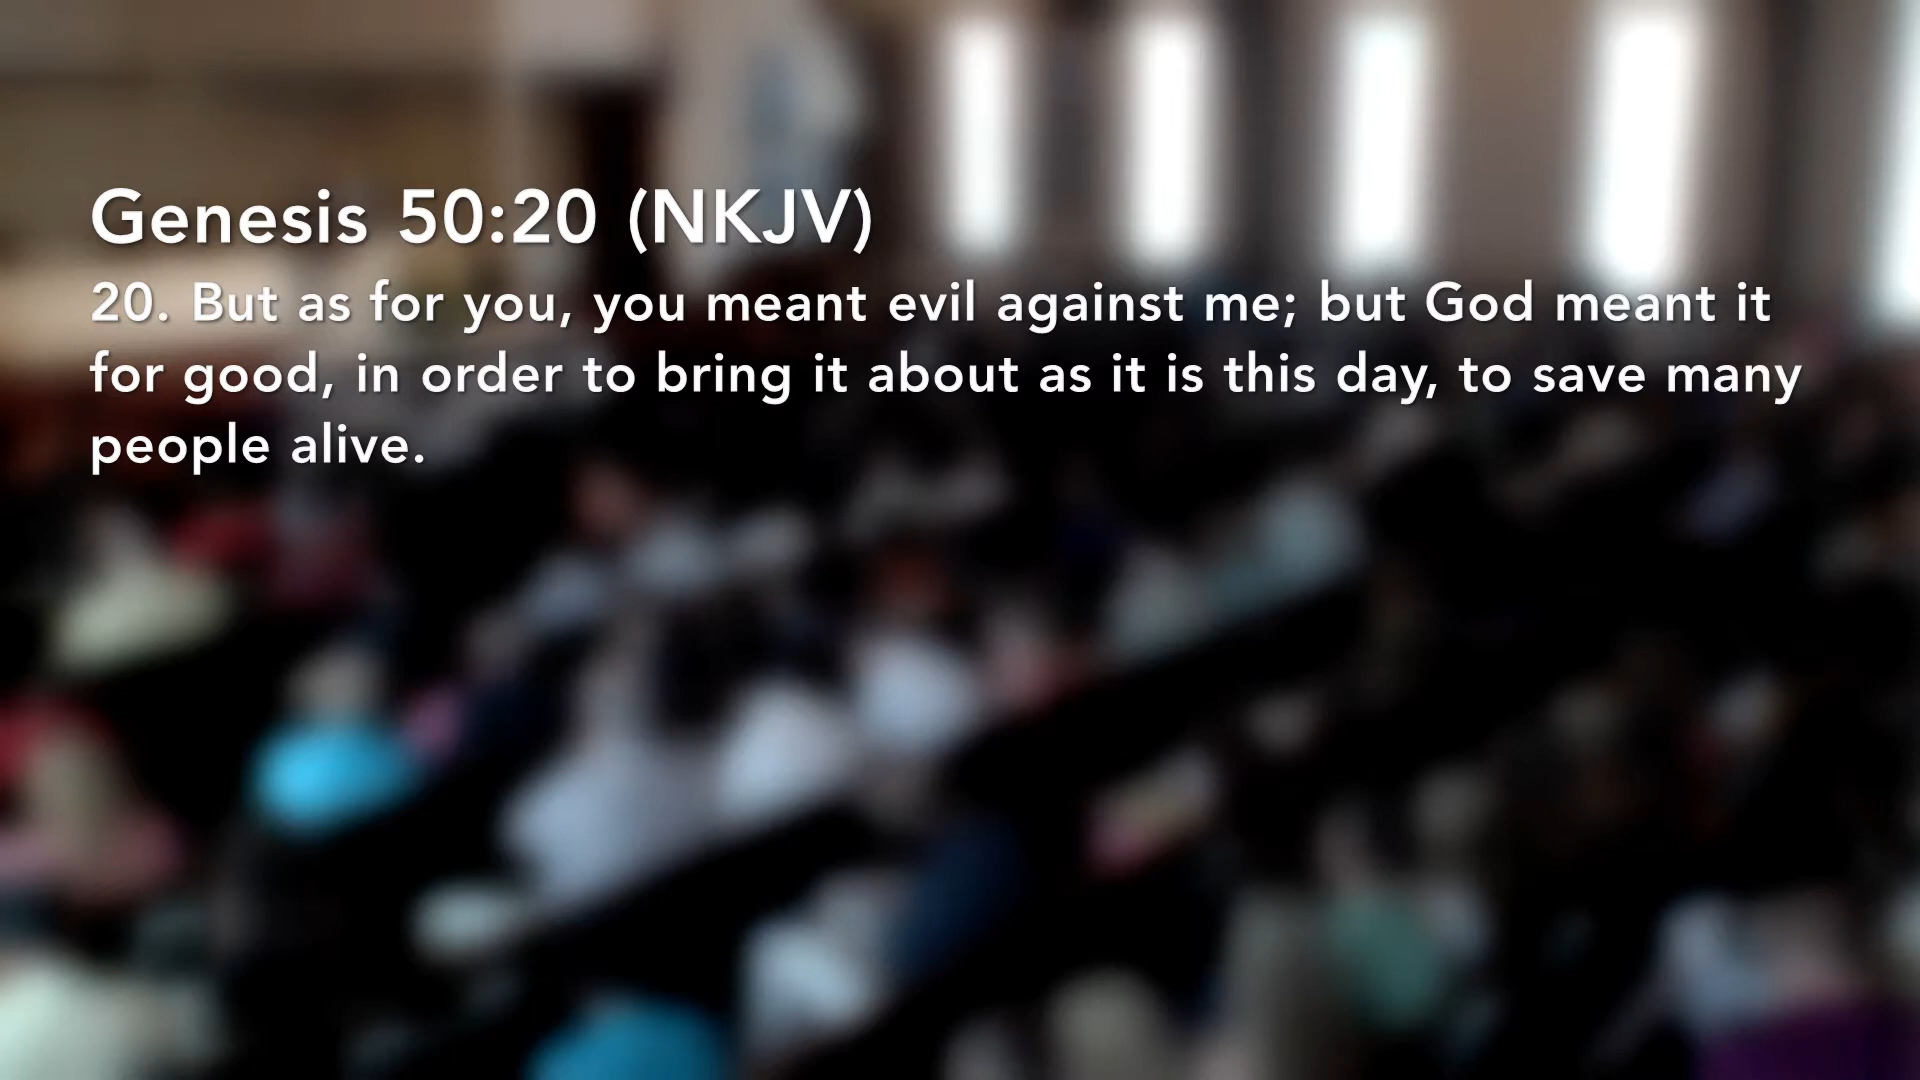 Genesis 50:20 (NKJV)
20. But as for you, you meant evil against me; but God meant it
for good, in order to bring it about as it is this day, to save many
people alive.